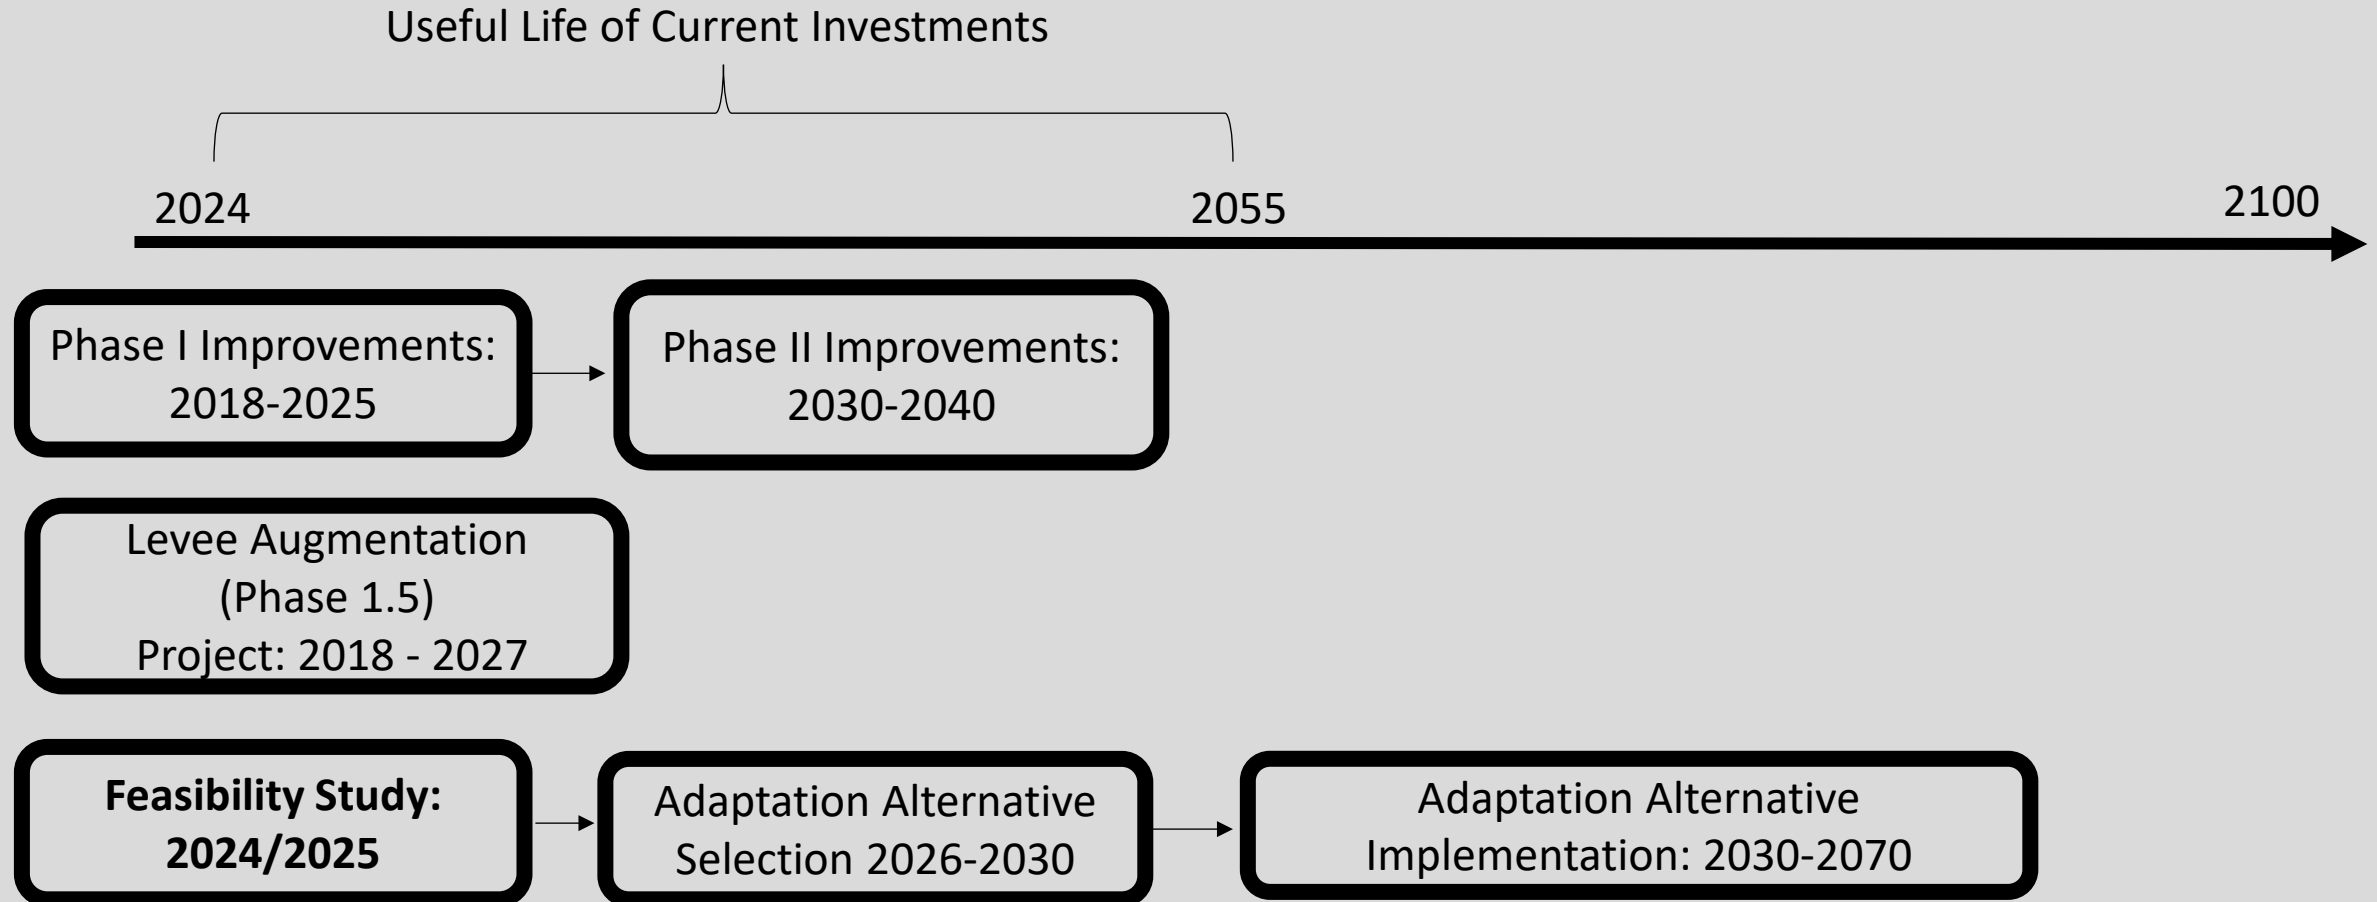 Useful Life of Current Investments
2024
2055
2100
Phase I Improvements:
2018-2025
Phase II Improvements:
2030-2040
Levee Augmentation
(Phase 1.5)
Project: 2018 - 2027
Feasibility Study:
2024/2025
Adaptation Alternative
Selection 2026-2030
Adaptation Alternative
Implementation: 2030-2070